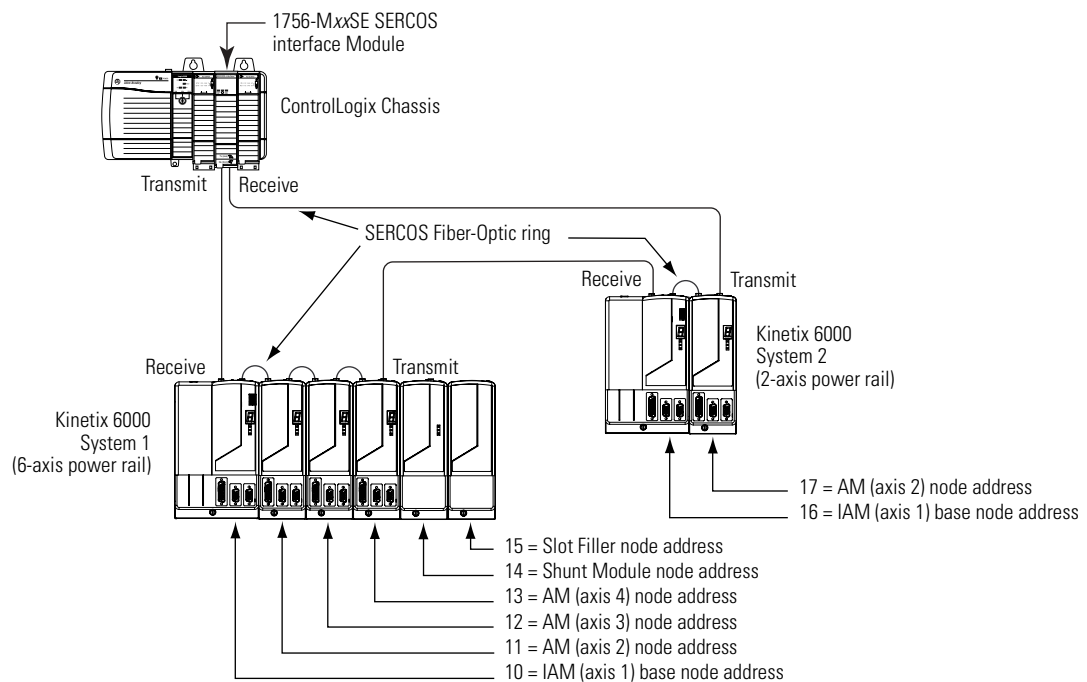 1756-MxxSE SERCOS
interface Module
ControlLogix Chassis
Transmit Receive
SERCOS Fiber-Optic ring
Receive Transmit
Kinetix 6000
System 2
(2-axis power rail)
Receive Transmit
Kinetix 6000
System 1
(6-axis power rail)
17 = AM (axis 2) node address
16 = IAM (axis 1) base node address
15 = Slot Filler node address
14 = Shunt Module node address
13 = AM (axis 4) node address
12 = AM (axis 3) node address
11 = AM (axis 2) node address
10 = IAM (axis 1) base node address